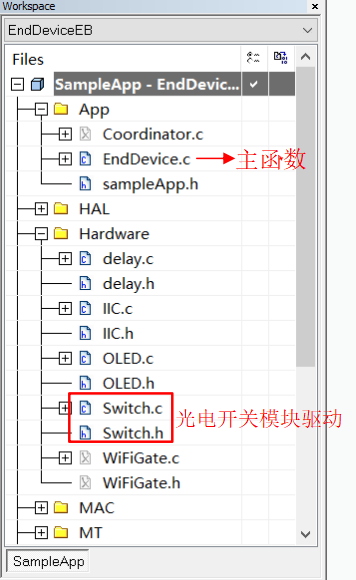 Workspace
EndDeviceEB
Files
SampleApp - EndDevic...
App
Coordinator.c
EndDevice.c 主函数
sampleApp.h
HAL
Hardware
delay.c
delay.h
IIC.c
IIC.h
OLED.c
OLED.h
Switch.c
光电开关模块驱动
Switch.h
WiFiGate.c
WiFiGate.h
MAC
MT
SampleApp